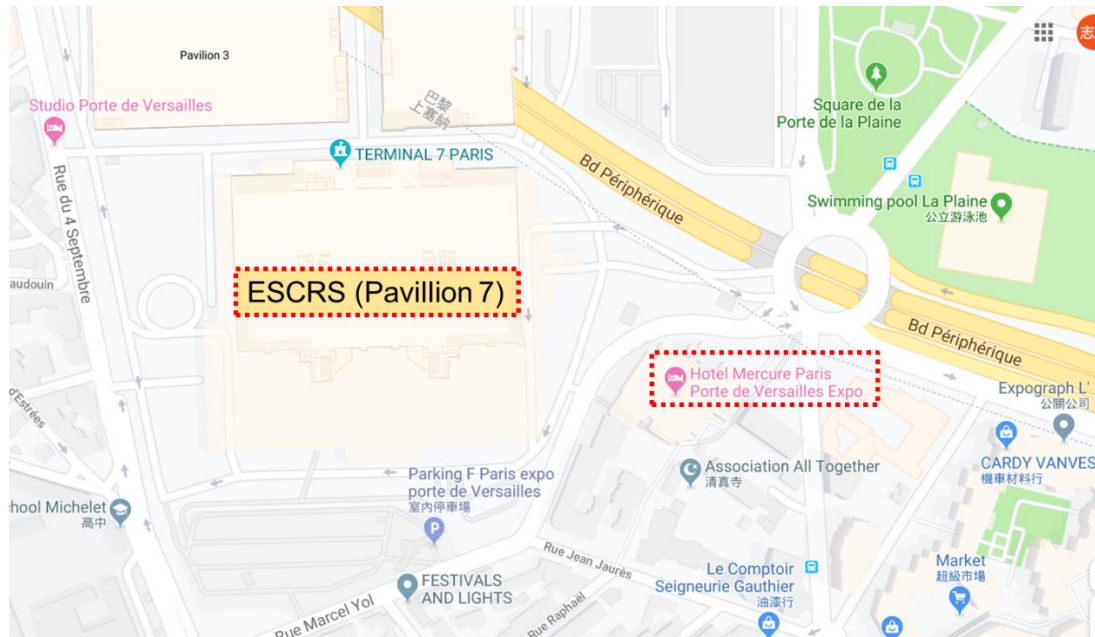 Pavilion 3
志
Studio Porte de Versailles
巴黎
上塞納
Square de la
Porte de la Plaine
TERMINAL 7 PARIS
Bd Périphérique
Rue du 4 Septembre
Swimming pool La Plaine
公立游泳池
audouin
ESCRS (Pavillion 7)
Bd Périphérique
Hotel Mercure Paris
Porte de Versailles Expo
Expograph L'
公關公司
d'Estrées
CARDY VANVES
機車材料行
Association All Together
清真寺
Parking F Paris expo
porte de Versailles
室內停車場
P
hool Michelet
高中
Rue Jean Jaurès
Le Comptoir
Seigneurie Gauthier
油漆行
Market
超級市場
FESTIVALS
AND LIGHTS
Rue Marcel Yol
Rue Raphaël